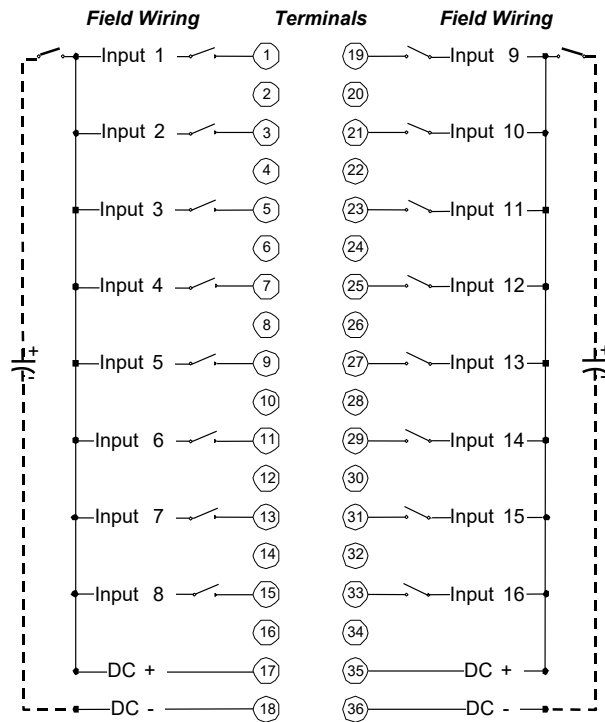 Field Wiring Terminals Field Wiring
Input 1 1 19 Input 9
2 20
Input 2 3 21 Input 10
4 22
Input 3 5 23 Input 11
6 24
Input 4 7 25 Input 12
8 26
+ Input 5 9 27 Input 13 +
- -
10 28
Input 6 11 29 Input 14
12 30
Input 7 13 31 Input 15
14 32
Input 8 15 33 Input 16
16 34
DC + 17 35 DC +
DC - 18 36 DC -